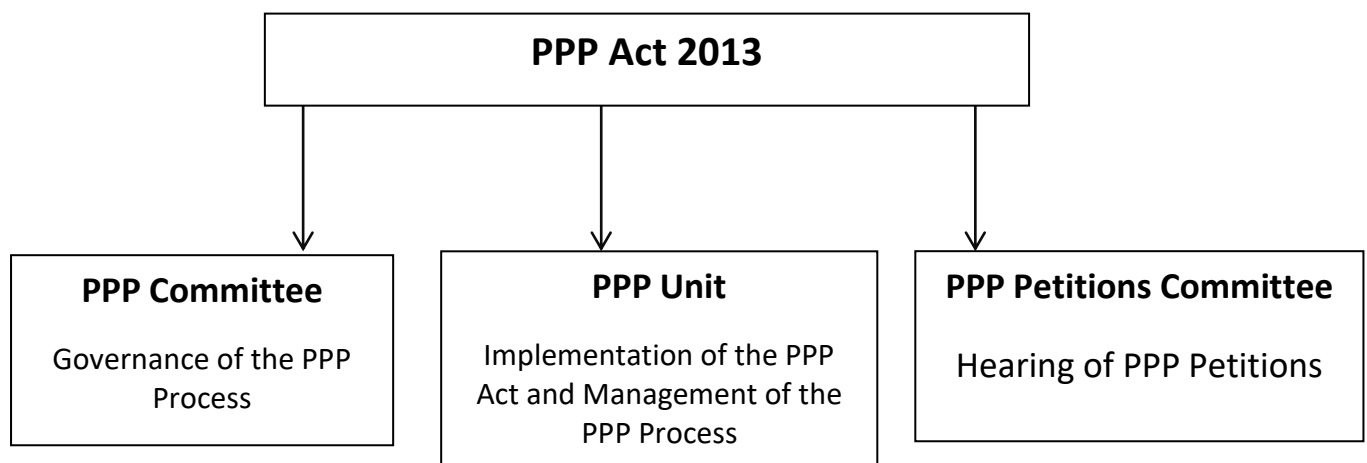 PPP Act 2013
PPP Committee
Governance of the PPP
Process
PPP Unit
Implementation of the PPP
Act and Management of the
PPP Process
PPP Petitions Committee
Hearing of PPP Petitions